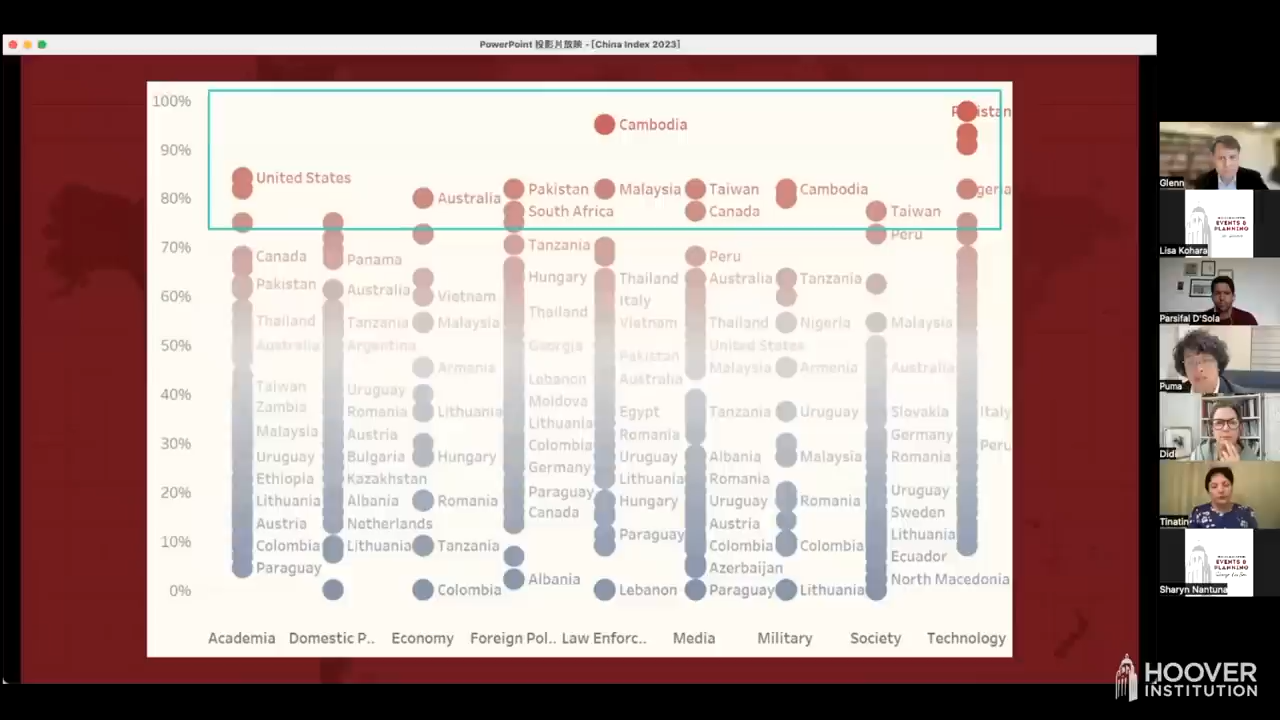 PowerPoint 投影片放映 - [China Index 2023]
100%
90%
80%
70%
60%
50%
40%
30%
20%
10%
0%
United States
Canada
Pakistan
Thailand
Australia
Taiwan
Zambia
Malaysia
Uruguay
Ethiopia
Lithuania
Austria
Colombia
Paraguay
Panama
Australia
Tanzania
Argentina
Uruguay
Romania
Austria
Bulgaria
Kazakhstan
Albania
Netherlands
Lithuania
Australia
Vietnam
Malaysia
Armenia
Lithuania
Hungary
Romania
Tanzania
Colombia
Pakistan
South Africa
Tanzania
Hungary
Thailand
Georgia
Lebanon
Moldova
Lithuania
Colombia
Germany
Paraguay
Canada
Albania
Cambodia
Malaysia
Thailand
Italy
Vietnam
Pakistan
Australia
Egypt
Romania
Uruguay
Lithuania
Hungary
Paraguay
Lebanon
Taiwan
Canada
Peru
Australia
Thailand
United States
Malaysia
Tanzania
Albania
Romania
Uruguay
Austria
Colombia
Azerbaijan
Paraguay
Cambodia
Tanzania
Nigeria
Armenia
Uruguay
Malaysia
Romania
Colombia
Lithuania
Taiwan
Peru
Malaysia
Australia
Slovakia
Germany
Romania
Uruguay
Sweden
Lithuania
Ecuador
North Macedonia
Italy
Peru
Academia Domestic P.. Economy Foreign Pol.. Law Enforc.. Media Military Society Technology
Glenn
EVENTS &
PLANNING
Lisa Kohara
Parsifal D'Sola
Puma
Didi
Tinatin
EVENTS &
PLANNING
Sharyn Nantuna
HOOVER
INSTITUTION